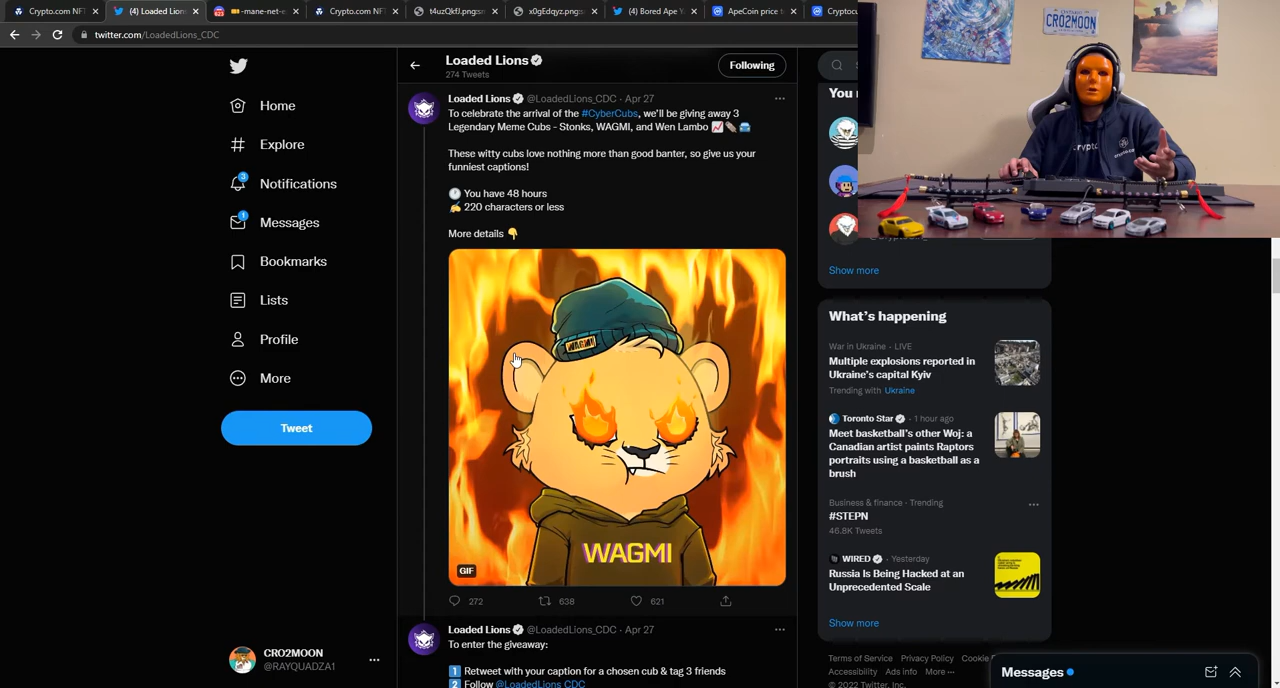 Crypto.com NFT
(4) Loaded Lions
-mane-net-e
Crypto.com NFT
t4uzQkfJ.png:sm
x0gEdqyz.png:sm
(4) Bored Ape Y
ApeCoin price t
Cryptocu
twitter.com/LoadedLions_CDC
Home
Explore
3
Notifications
1
Messages
Bookmarks
Lists
Profile
More
Tweet
CRO2MOON
@RAYQUADZA1
Loaded Lions
274 Tweets
Following
Loaded Lions @LoadedLions_CDC · Apr 27
To celebrate the arrival of the #CyberCubs, we'll be giving away 3
Legendary Meme Cubs - Stonks, WAGMI, and Wen Lambo
These witty cubs love nothing more than good banter, so give us your
funniest captions!
You have 48 hours
220 characters or less
More details
WAGMI
WAGMI
GIF
272
638
621
Loaded Lions @LoadedLions_CDC · Apr 27
To enter the giveaway:
1 Retweet with your caption for a chosen cub & tag 3 friends
2 Follow @LoadedLions_CDC
CRO2MOON
Show more
What's happening
War in Ukraine · LIVE
Multiple explosions reported in
Ukraine's capital Kyiv
Trending with Ukraine
Toronto Star · 1 hour ago
Meet basketball's other Woj: a
Canadian artist paints Raptors
portraits using a basketball as a
brush
Business & finance · Trending
#STEPN
46.8K Tweets
WIRED · Yesterday
Russia Is Being Hacked at an
Unprecedented Scale
Show more
Terms of Service Privacy Policy Cookie
Accessibility Ads info More ···
© 2022 Twitter, Inc.
Messages